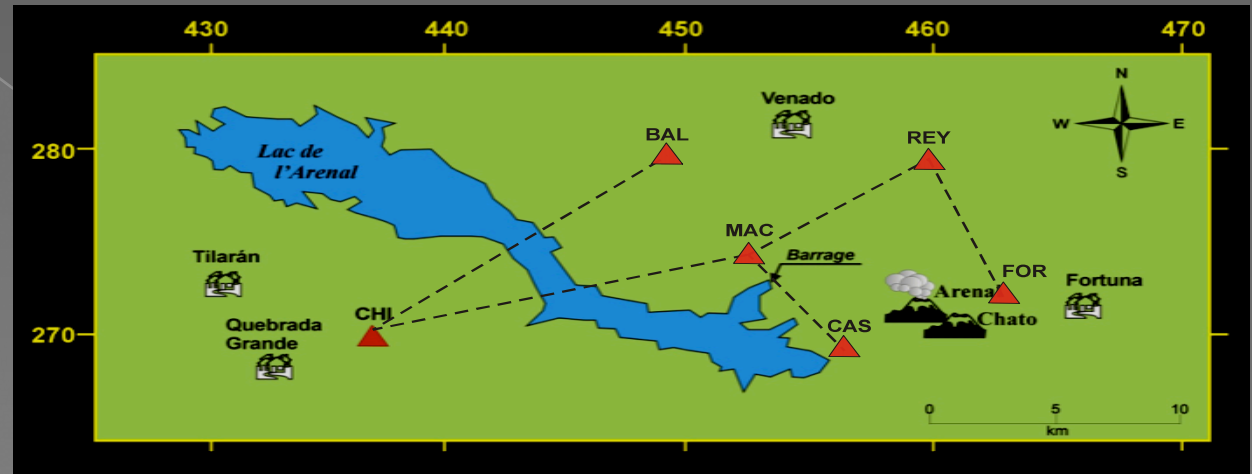 430 440 450 460 470
N
Venado
W E
BAL
REY
280
Lac de
l'Arenal
S
MAC
Barrage
Tilarán
FOR
Fortuna
Arenal
CHI
Quebrada
Grande
Chato
CAS
270
0 5 10
km